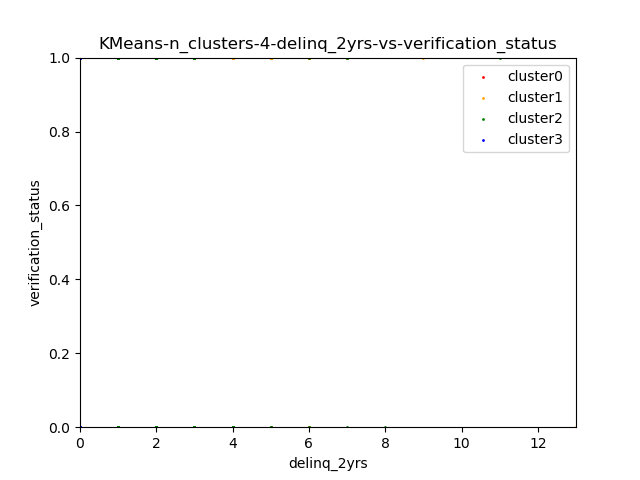 KMeans-n_clusters-4-delinq_2yrs-vs-verification_status
1.0
0.8
0.6
0.4
0.2
0.0
verification_status
cluster0
cluster1
cluster2
cluster3
0 2 4 6 8 10 12
delinq_2yrs